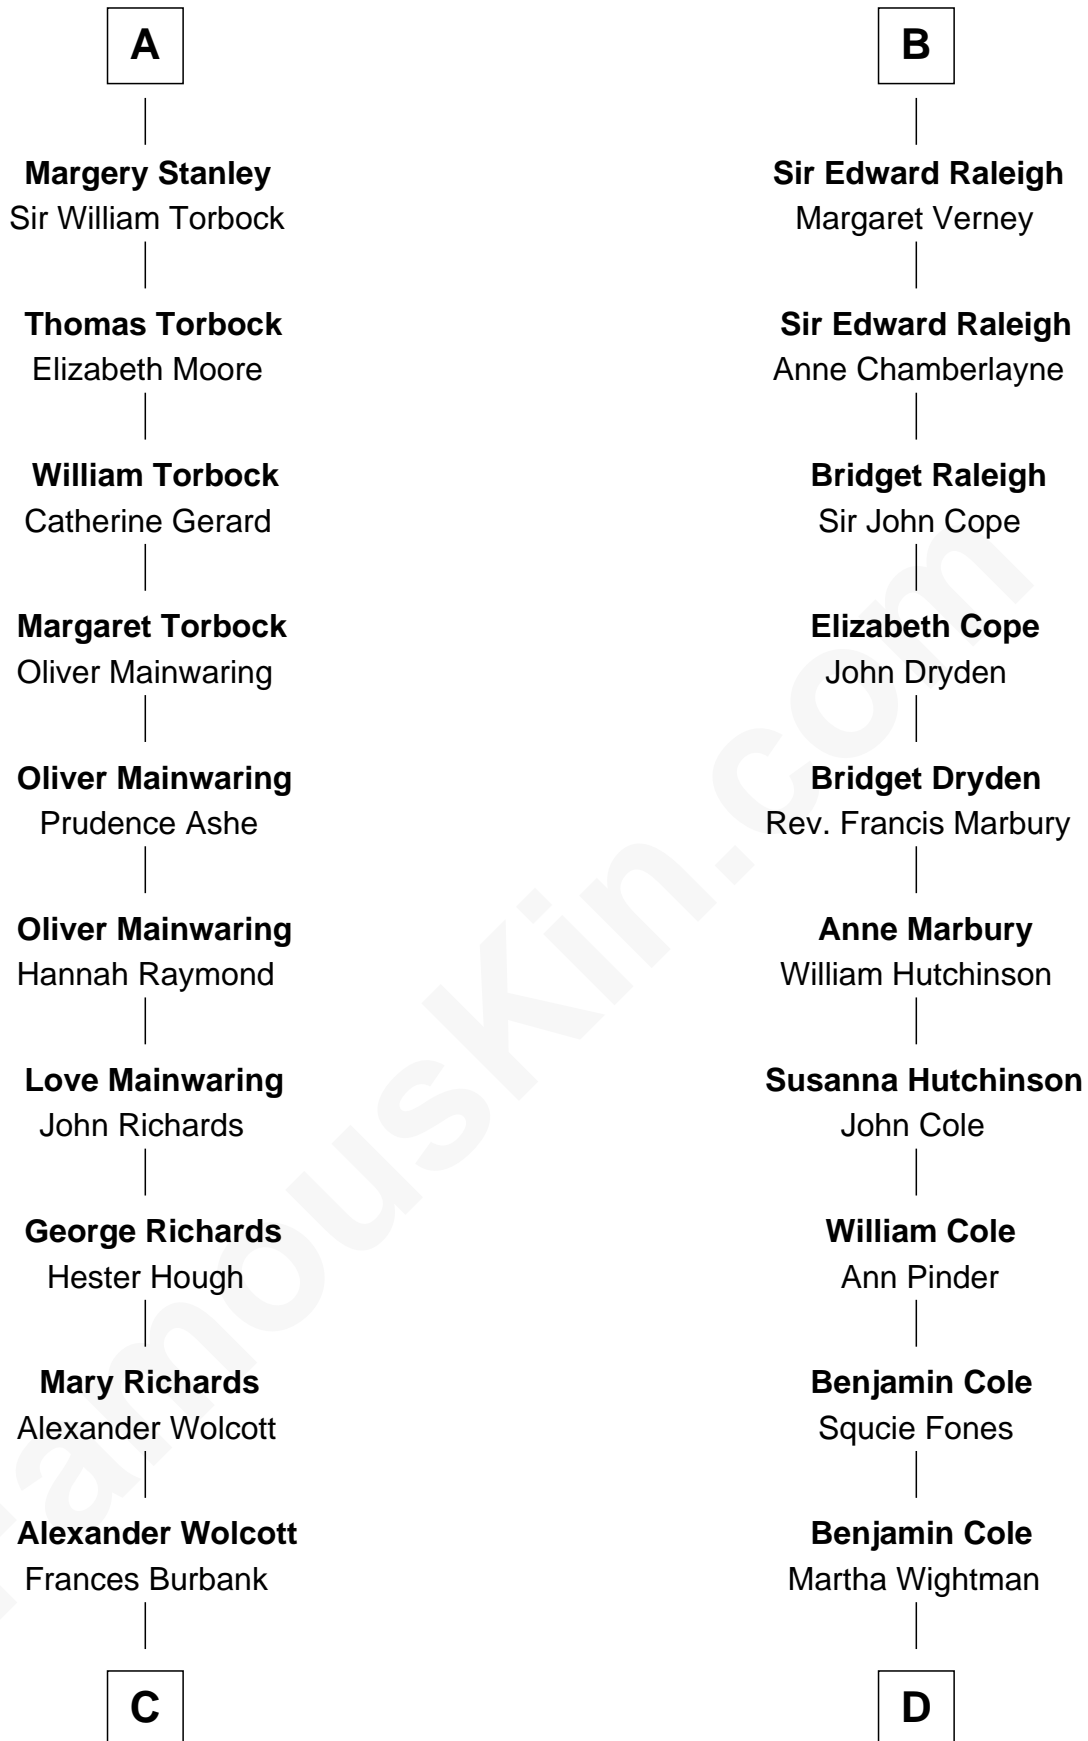 A
Margery Stanley
Sir William Torbock
Thomas Torbock
Elizabeth Moore
William Torbock
Catherine Gerard
Margaret Torbock
Oliver Mainwaring
Oliver Mainwaring
Prudence Ashe
Oliver Mainwaring
Hannah Raymond
Love Mainwaring
John Richards
George Richards
Hester Hough
Mary Richards
Alexander Wolcott
Alexander Wolcott
Frances Burbank
C
B
Sir Edward Raleigh
Margaret Verney
Sir Edward Raleigh
Anne Chamberlayne
Bridget Raleigh
Sir John Cope
Elizabeth Cope
John Dryden
Bridget Dryden
Rev. Francis Marbury
Anne Marbury
William Hutchinson
Susanna Hutchinson
John Cole
William Cole
Ann Pinder
Benjamin Cole
Squcie Fones
Benjamin Cole
Martha Wightman
D
FamousKin.com